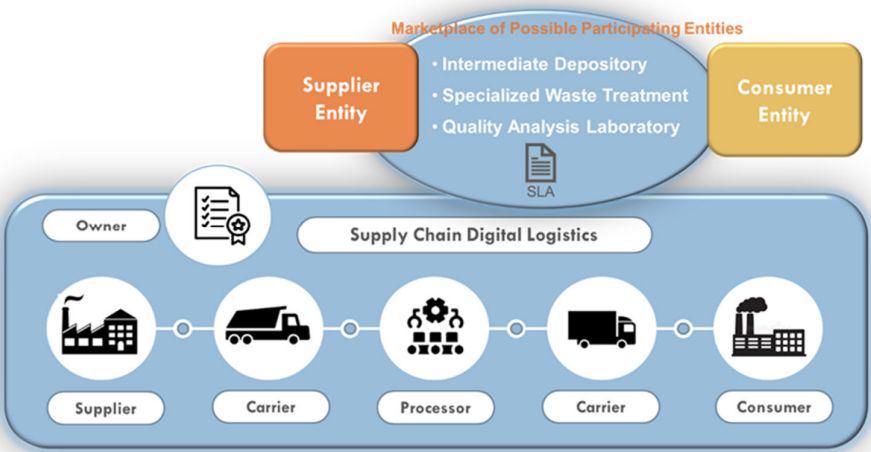 Marketplace of Possible Participating Entities
Supplier
Entity
• Intermediate Depository
• Specialized Waste Treatment
• Quality Analysis Laboratory
SLA
Consumer
Entity
Owner
Supply Chain Digital Logistics
Supplier
Carrier
Processor
Carrier
Consumer